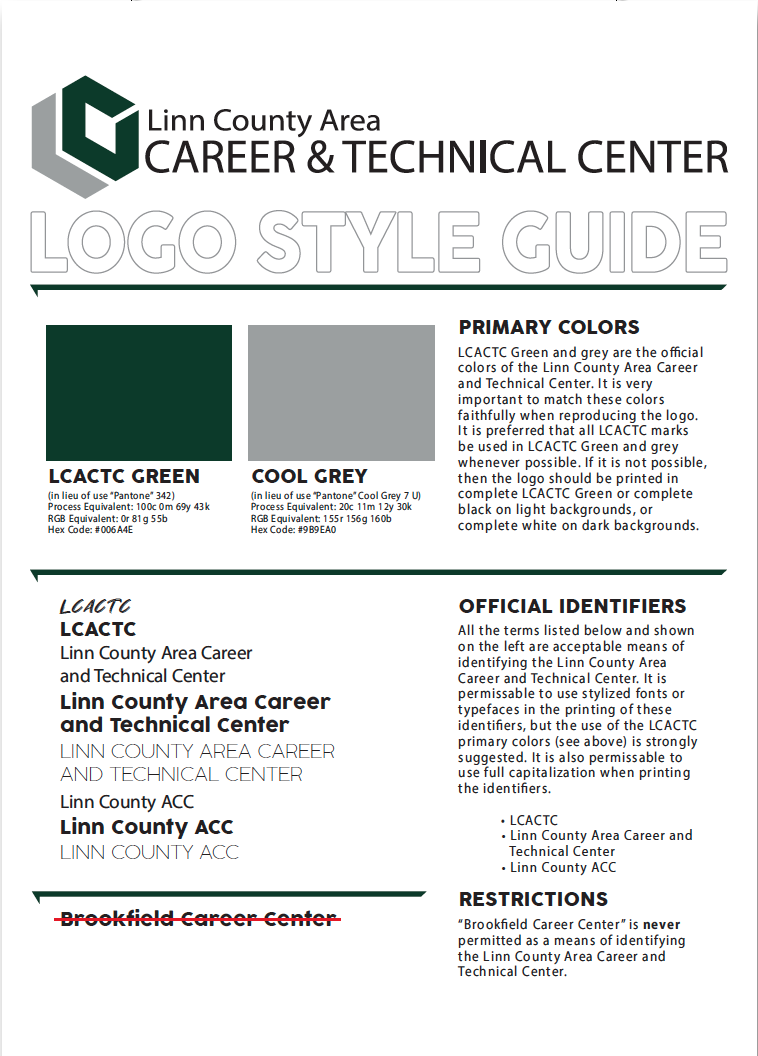 Linn County Area
CAREER & TECHNICAL CENTER
LOGO STYLE GUIDE
PRIMARY COLORS
LCACTC Green and grey are the official
colors of the Linn County Area Career
and Technical Center. It is very
important to match these colors
faithfully when reproducing the logo.
It is preferred that all LCACTC marks
be used in LCACTC Green and grey
whenever possible. If it is not possible,
then the logo should be printed in
complete LCACTC Green or complete
black on light backgrounds, or
complete white on dark backgrounds.
LCACTC GREEN
(in lieu of use "Pantone" 342)
Process Equivalent: 100c 0m 69y 43k
RGB Equivalent: 0r 81g 55b
Hex Code: #006A4E
COOL GREY
(in lieu of use "Pantone" Cool Grey 7 U)
Process Equivalent: 20c 11m 12y 30k
RGB Equivalent: 155r 156g 160b
Hex Code: #9B9EA0
LCACTC
LCACTC
Linn County Area Career
and Technical Center
Linn County Area Career
and Technical Center
LINN COUNTY AREA CAREER
AND TECHNICAL CENTER
Linn County ACC
Linn County ACC
LINN COUNTY ACC
OFFICIAL IDENTIFIERS
All the terms listed below and shown
on the left are acceptable means of
identifying the Linn County Area
Career and Technical Center. It is
permissable to use stylized fonts or
typefaces in the printing of these
identifiers, but the use of the LCACTC
primary colors (see above) is strongly
suggested. It is also permissable to
use full capitalization when printing
the identifiers.
• LCACTC
• Linn County Area Career and
Technical Center
• Linn County ACC
Brookfield Career Center
RESTRICTIONS
"Brookfield Career Center" is never
permitted as a means of identifying
the Linn County Area Career and
Technical Center.